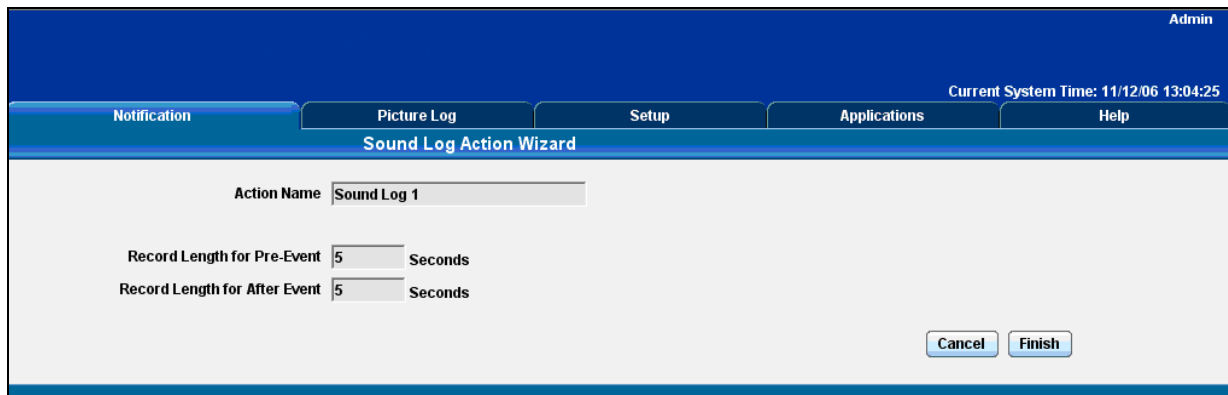 Admin
Current System Time: 11/12/06 13:04:25
Notification Picture Log Setup Applications Help
Sound Log Action Wizard
Action Name Sound Log 1
Record Length for Pre-Event 5 Seconds
Record Length for After Event 5 Seconds
Cancel Finish